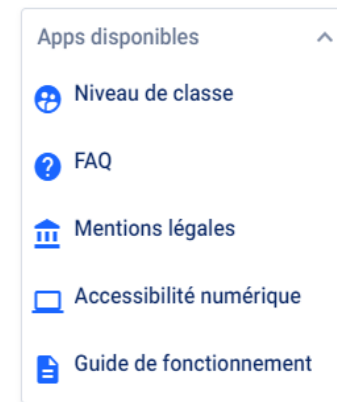 Apps disponibles
Niveau de classe
FAQ
Mentions légales
Accessibilité numérique
Guide de fonctionnement